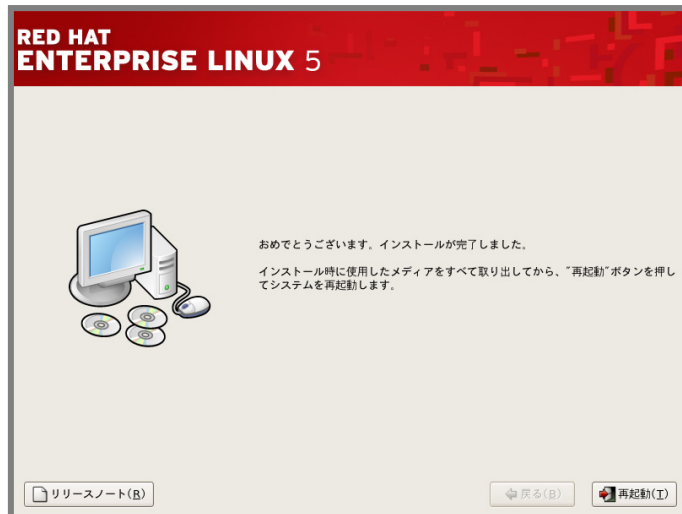 RED HAT
ENTERPRISE LINUX 5
おめでとうございます。インストールが完了しました。
インストール時に使用したメディアをすべて取り出してから、"再起動"ボタンを押し
てシステムを再起動します。
リリースノート(R)
戻る(B)
再起動(T)